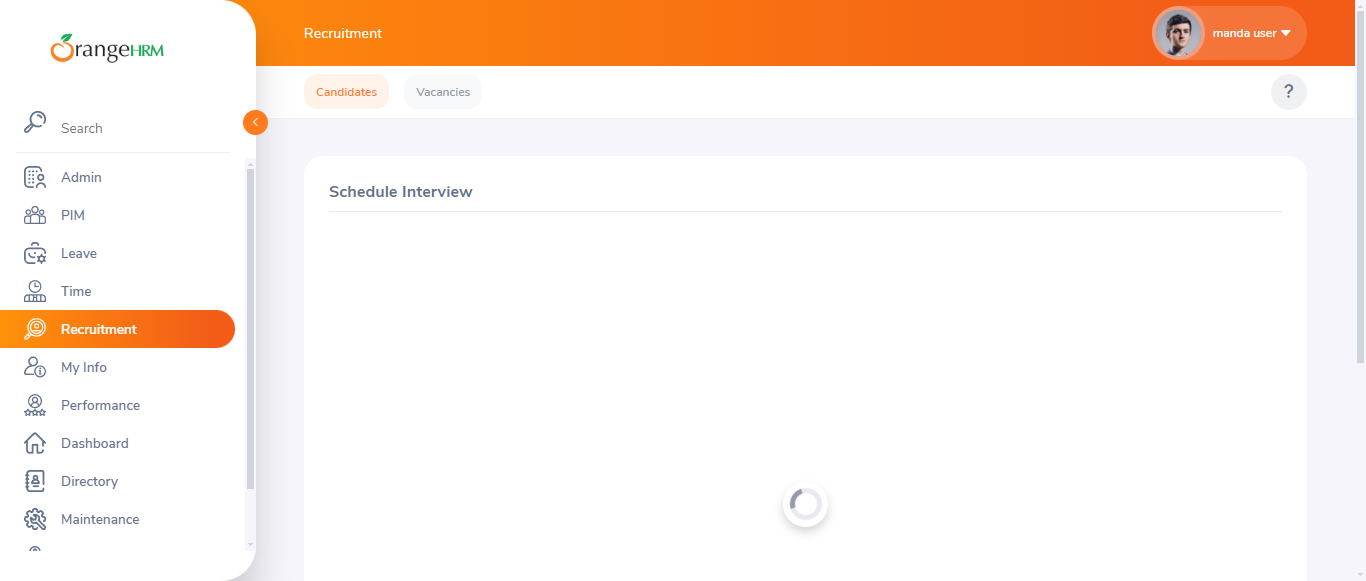 OrangeHRM
Recruitment
manda user
Candidates
Vacancies
?
Search
Admin
PIM
Leave
Time
Recruitment
My Info
Performance
Dashboard
Directory
Maintenance
Schedule Interview